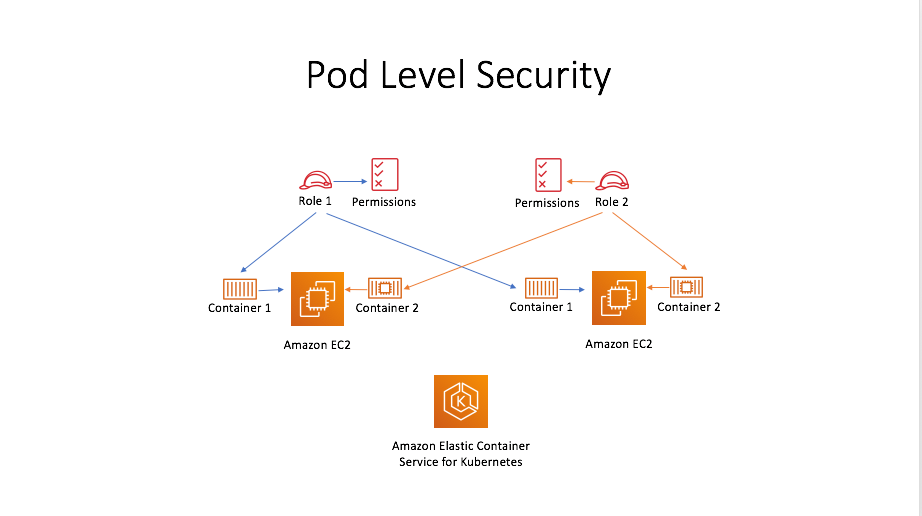 Pod Level Security
Role 1
Permissions
Permissions
Role 2
Container 1
Container 2
Container 1
Container 2
Amazon EC2
Amazon EC2
K
Amazon Elastic Container
Service for Kubernetes